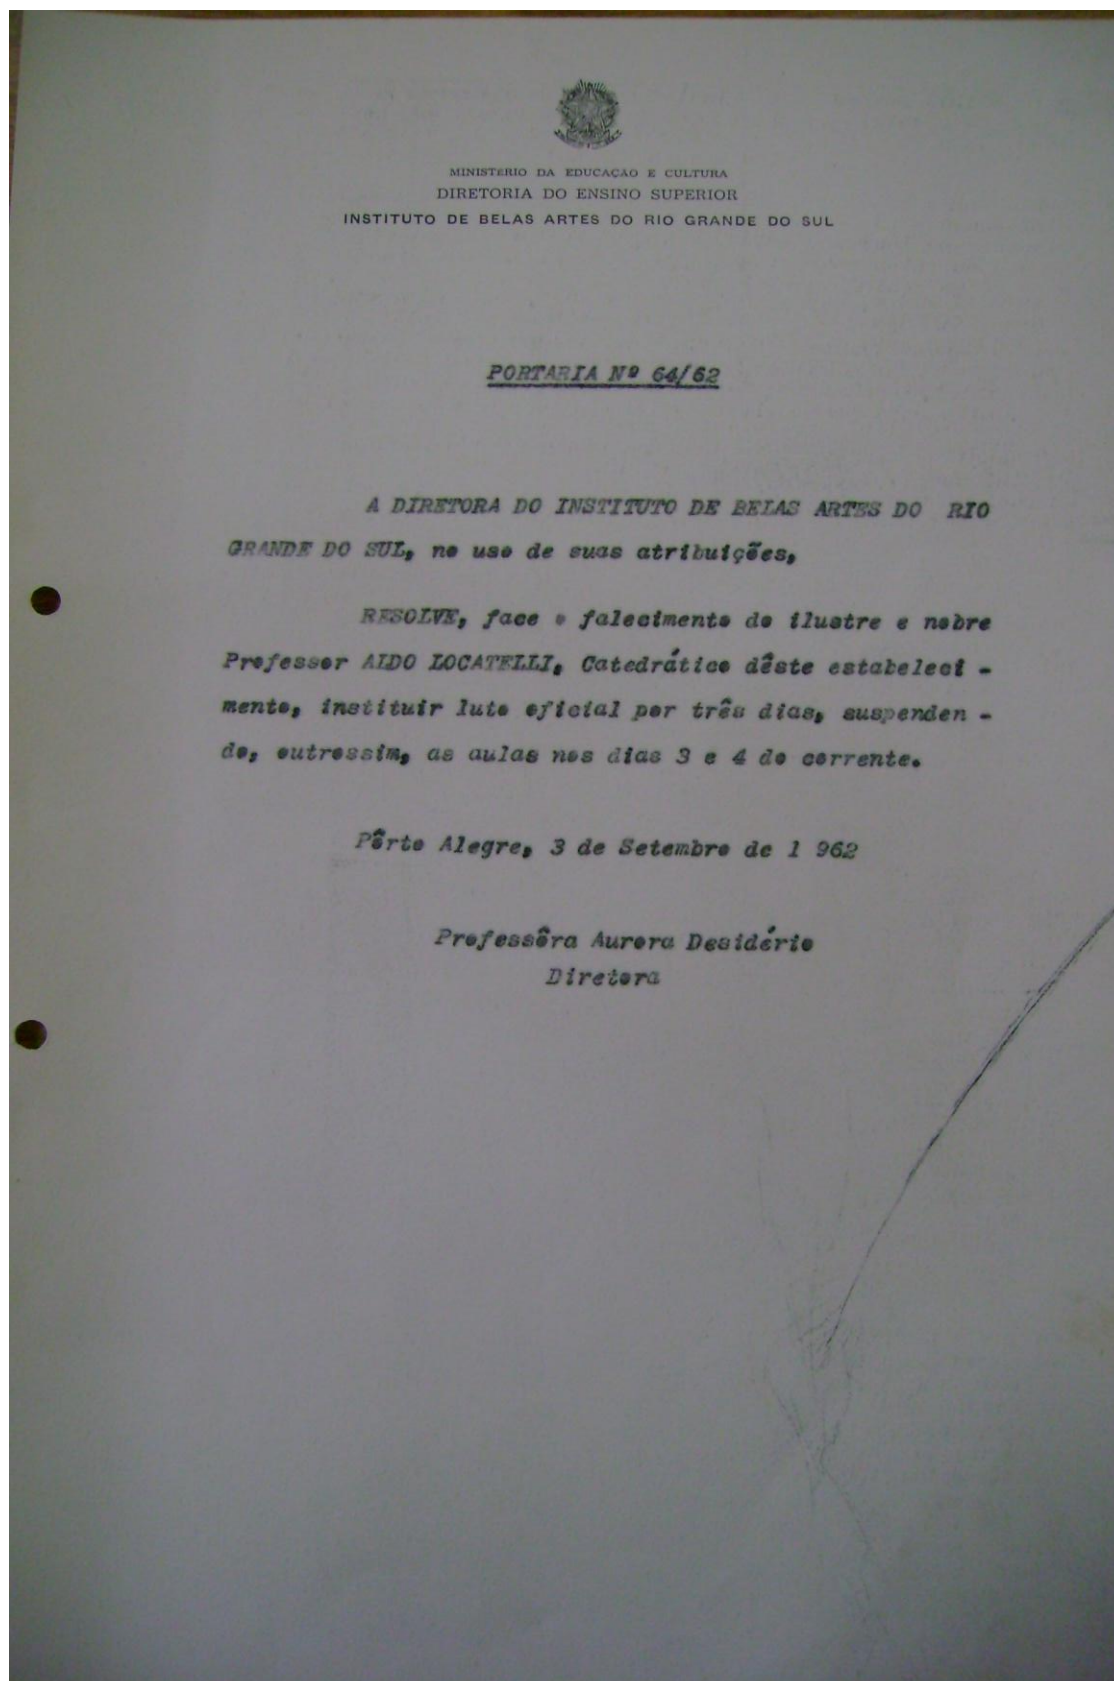 MINISTÉRIO DA EDUCAÇÃO E CULTURA
DIRETORIA DO ENSINO SUPERIOR
INSTITUTO DE BELAS ARTES DO RIO GRANDE DO SUL
PORTARIA Nº 64/62
A DIRETORA DO INSTITUTO DE BELAS ARTES DO RIO
GRANDE DO SUL, no uso de suas atribuições,
RESOLVE, face o falecimento do ilustre e nobre
Professor ALDO LOCATELLI, Catedrático dêste estabeleci -
mento, instituir luto oficial por três dias, suspenden -
do, outrossim, as aulas nos dias 3 e 4 do corrente.
Pôrto Alegre, 3 de Setembro de 1 962
Professôra Aurora Desidério
Diretora